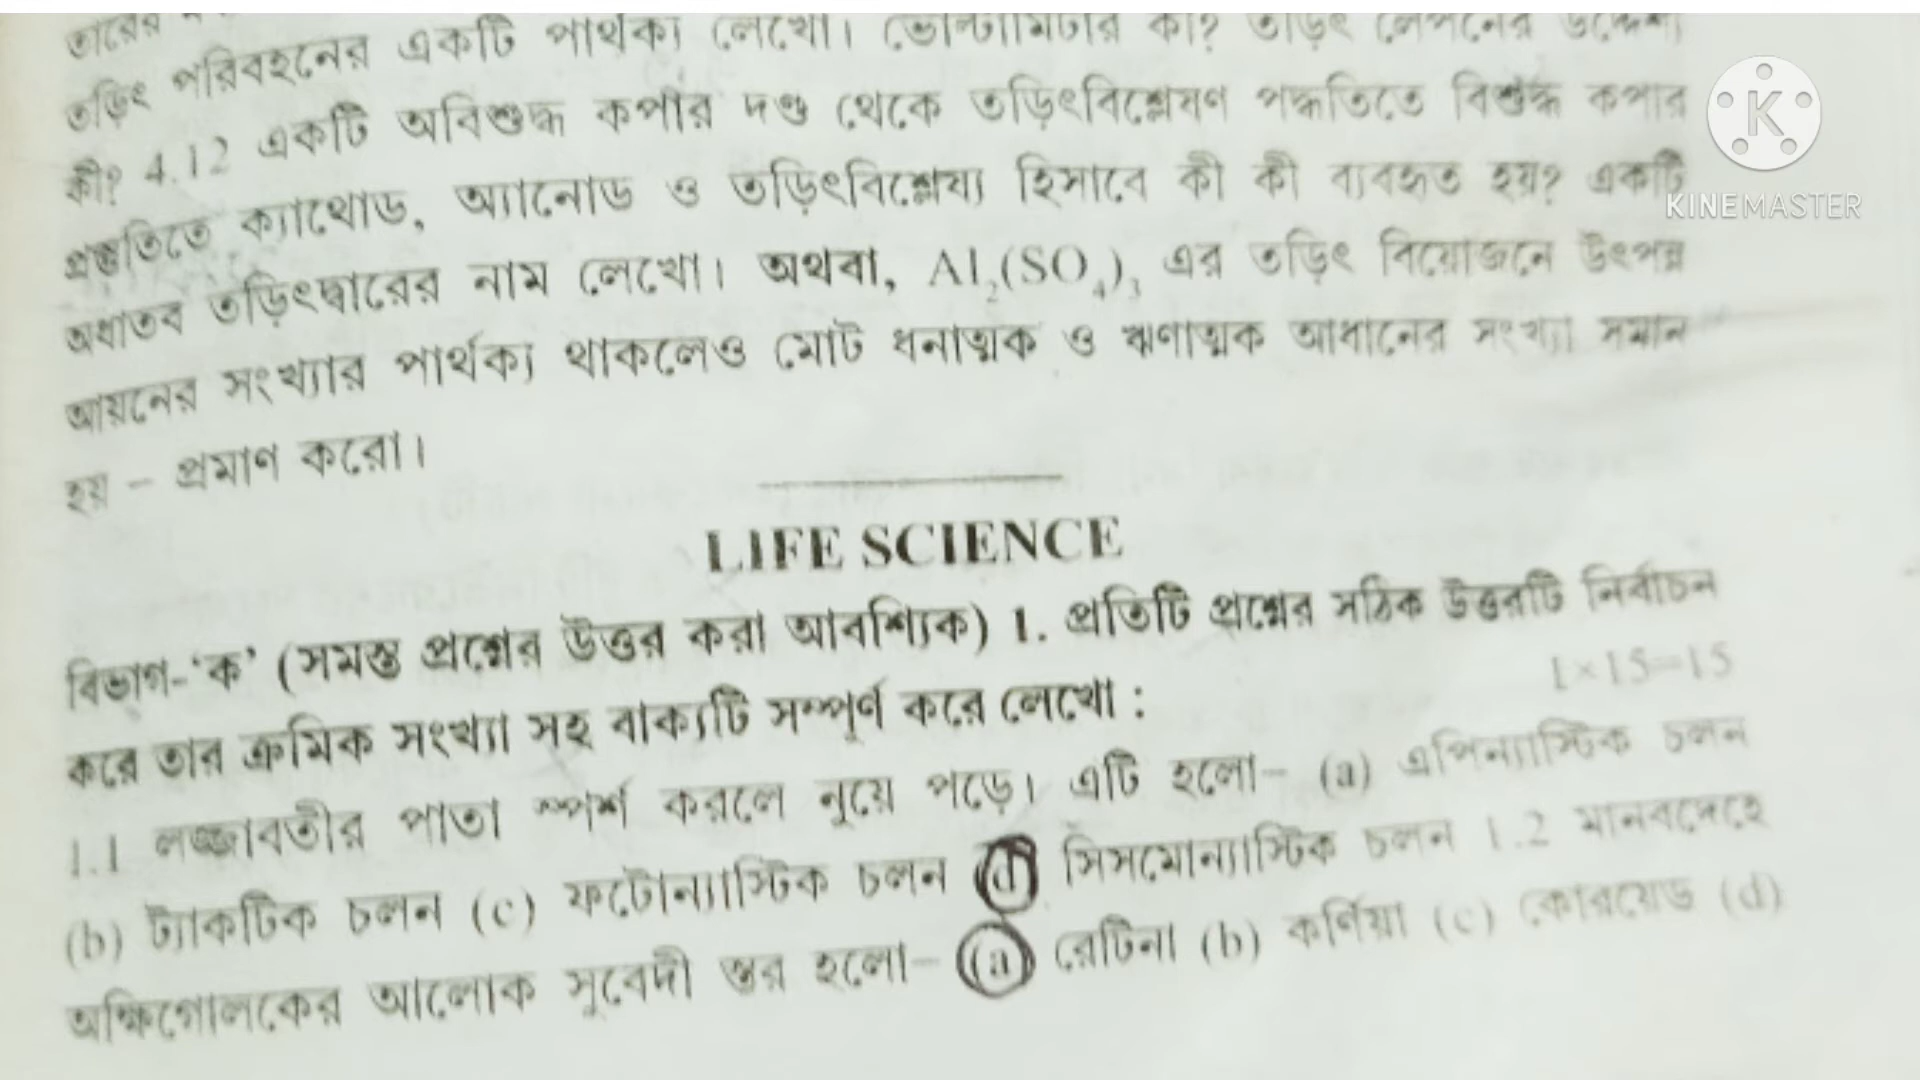 তারের
তড়িৎ পরিবহনের একটি পার্থক্য লেখো। ভোল্টামিটার কী? তড়িৎ লেপনের উদ্দেশ্য
কী? 4.12 একটি অবিশুদ্ধ কপার দণ্ড থেকে তড়িৎবিশ্লেষণ পদ্ধতিতে বিশুদ্ধ কপার
প্রস্তুতিতে ক্যাথোড, অ্যানোড ও তড়িৎবিশ্লেষ্য হিসাবে কী কী ব্যবহৃত হয়? একটি
অধাতব তড়িৎদ্বারের নাম লেখো। অথবা, Al₂(SO₄)₃ এর তড়িৎ বিয়োজনে উৎপন্ন
আয়নের সংখ্যার পার্থক্য থাকলেও মোট ধনাত্মক ও ঋণাত্মক আধানের সংখ্যা সমান
হয় – প্রমাণ করো।
LIFE SCIENCE
বিভাগ-‘ক’ (সমস্ত প্রশ্নের উত্তর করা আবশ্যিক) 1. প্রতিটি প্রশ্নের সঠিক উত্তরটি নির্বাচন
করে তার ক্রমিক সংখ্যা সহ বাক্যটি সম্পূর্ণ করে লেখো : 1×15=15
1.1 লজ্জাবতীর পাতা স্পর্শ করলে নুয়ে পড়ে। এটি হলো– (a) এপিন্যাস্টিক চলন
(b) ট্যাকটিক চলন (c) ফটোন্যাস্টিক চলন (d) সিসমোন্যাস্টিক চলন 1.2 মানবদেহে
অক্ষিগোলকের আলোক সুবেদী স্তর হলো– (a) রেটিনা (b) কর্ণিয়া (c) কোরয়েড (d)
KINEMASTER